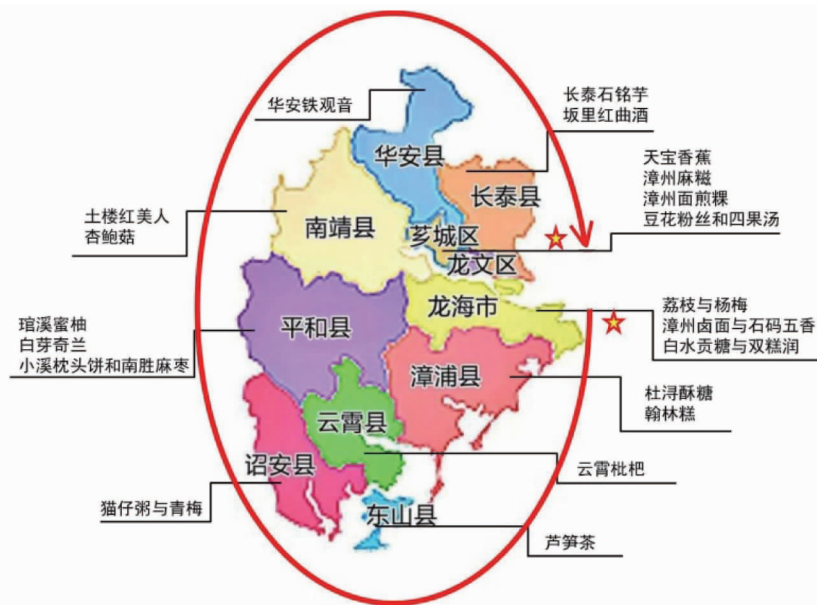 华安铁观音
长泰石铭芋
坂里红曲酒
天宝香蕉
漳州麻糍
漳州面煎粿
豆花粉丝和四果汤
华安县
长泰县
土楼红美人
杏鲍菇
南靖县
芗城区
龙文区
琯溪蜜柚
白芽奇兰
小溪枕头饼和南胜麻枣
平和县
龙海市
荔枝与杨梅
漳州卤面与石码五香
白水贡糖与双糕润
漳浦县
杜浔酥糖
翰林糕
云霄县
云霄枇杷
诏安县
猫仔粥与青梅
东山县
芦笋茶